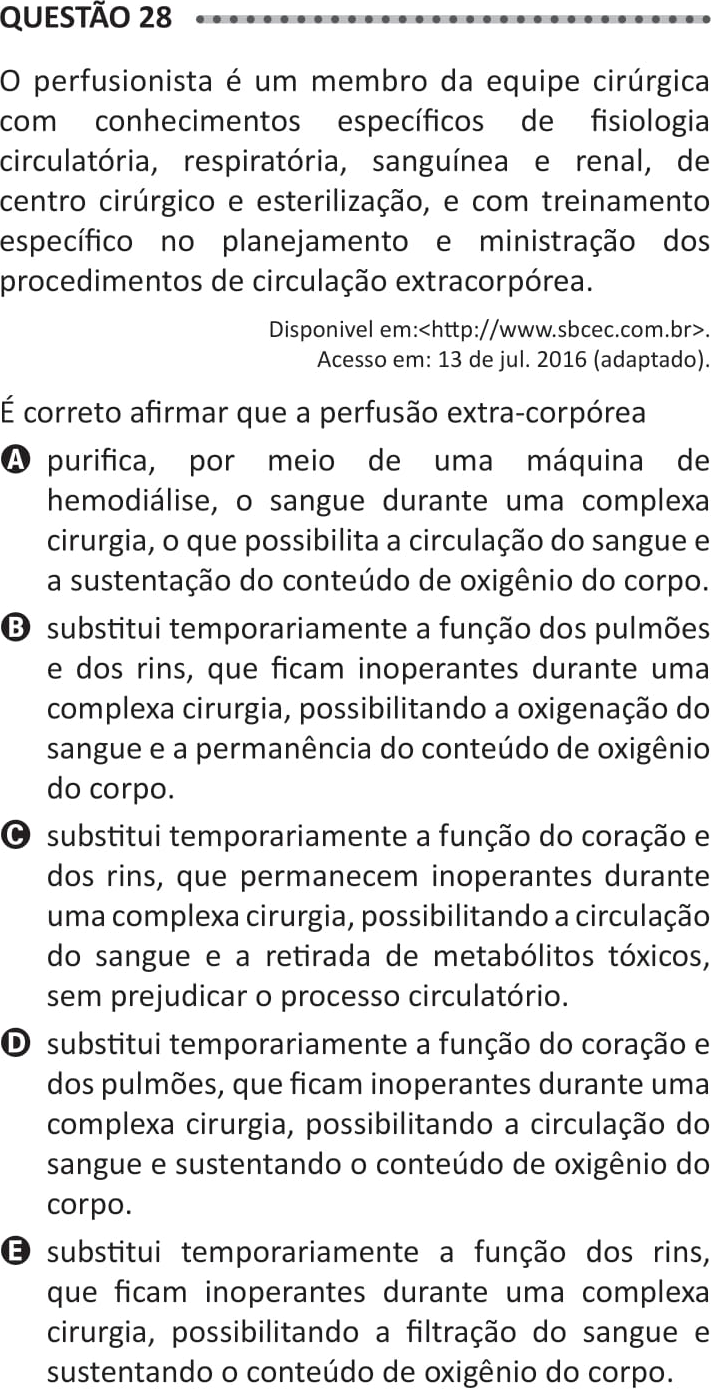 QUESTÃO 28
O perfusionista é um membro da equipe cirúrgica
com conhecimentos específicos de fisiologia
circulatória, respiratória, sanguínea e renal, de
centro cirúrgico e esterilização, e com treinamento
específico no planejamento e ministração dos
procedimentos de circulação extracorpórea.
Disponivel em:<http://www.sbcec.com.br>.
Acesso em: 13 de jul. 2016 (adaptado).
É correto afirmar que a perfusão extra-corpórea
A purifica, por meio de uma máquina de
hemodiálise, o sangue durante uma complexa
cirurgia, o que possibilita a circulação do sangue e
a sustentação do conteúdo de oxigênio do corpo.
B substitui temporariamente a função dos pulmões
e dos rins, que ficam inoperantes durante uma
complexa cirurgia, possibilitando a oxigenação do
sangue e a permanência do conteúdo de oxigênio
do corpo.
C substitui temporariamente a função do coração e
dos rins, que permanecem inoperantes durante
uma complexa cirurgia, possibilitando a circulação
do sangue e a retirada de metabólitos tóxicos,
sem prejudicar o processo circulatório.
D substitui temporariamente a função do coração e
dos pulmões, que ficam inoperantes durante uma
complexa cirurgia, possibilitando a circulação do
sangue e sustentando o conteúdo de oxigênio do
corpo.
E substitui temporariamente a função dos rins,
que ficam inoperantes durante uma complexa
cirurgia, possibilitando a filtração do sangue e
sustentando o conteúdo de oxigênio do corpo.